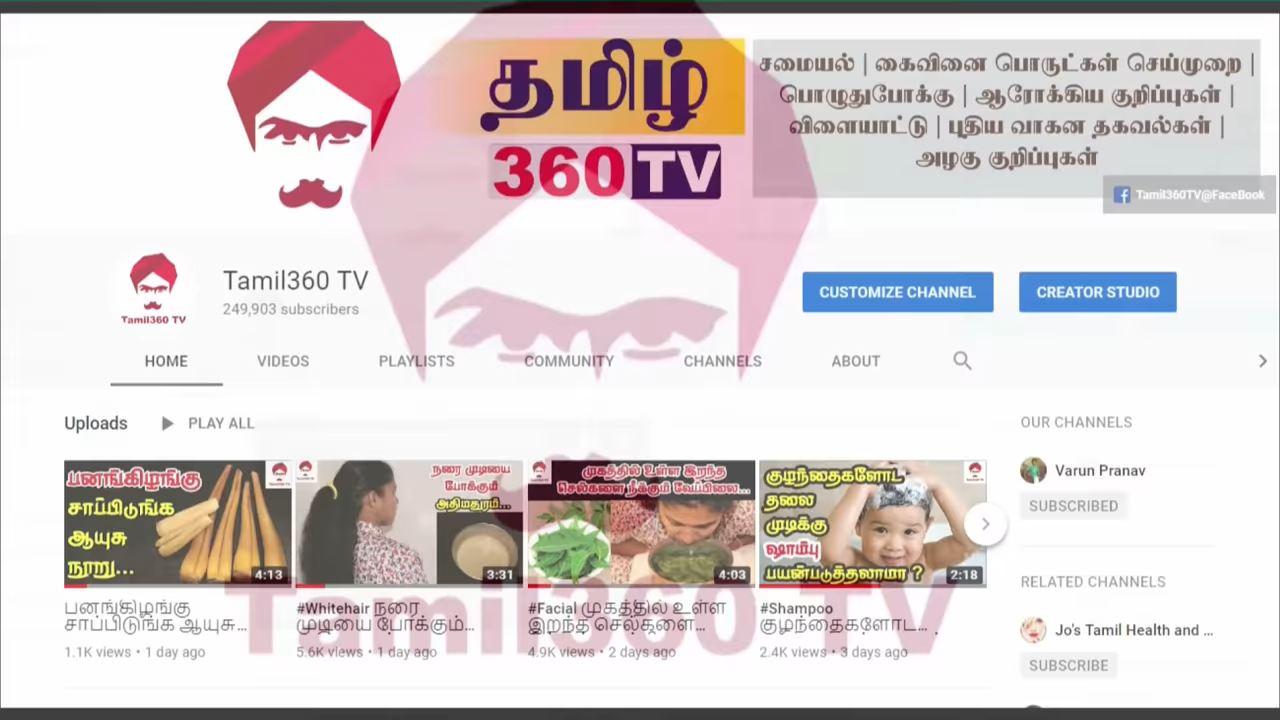 தமிழ்
360 TV
சமையல் | கைவினை பொருட்கள் செய்முறை |
பொழுதுபோக்கு | ஆரோக்கிய குறிப்புகள் |
விளையாட்டு | புதிய வாகன தகவல்கள் |
அழகு குறிப்புகள்
Tamil360TV@FaceBook
Tamil360 TV
Tamil360 TV
249,903 subscribers
CUSTOMIZE CHANNEL
CREATOR STUDIO
HOME VIDEOS PLAYLISTS COMMUNITY CHANNELS ABOUT
Uploads PLAY ALL
பனங்கிழங்கு
சாப்பிடுங்க
ஆயுசு
நூறு...
4:13
பனங்கிழங்கு
சாப்பிடுங்க ஆயுசு...
1.1K views • 1 day ago
நரை முடியை
போக்கும்
அதிமதுரம்...
3:31
#Whitehair நரை
முடியை போக்கும்...
5.6K views • 1 day ago
முகத்தில் உள்ள இறந்த
செல்களை நீக்கும் வேப்பிலை...
4:03
#Facial முகத்தில் உள்ள
இறந்த செல்களை...
4.9K views • 2 days ago
குழந்தைகளோட
தலை
முடிக்கு
ஷாம்பு
பயன்படுத்தலாமா ?
2:18
#Shampoo
குழந்தைகளோட...
2.4K views • 3 days ago
OUR CHANNELS
Varun Pranav
SUBSCRIBED
RELATED CHANNELS
Jo's Tamil Health and ...
SUBSCRIBE
Tamil360 TV